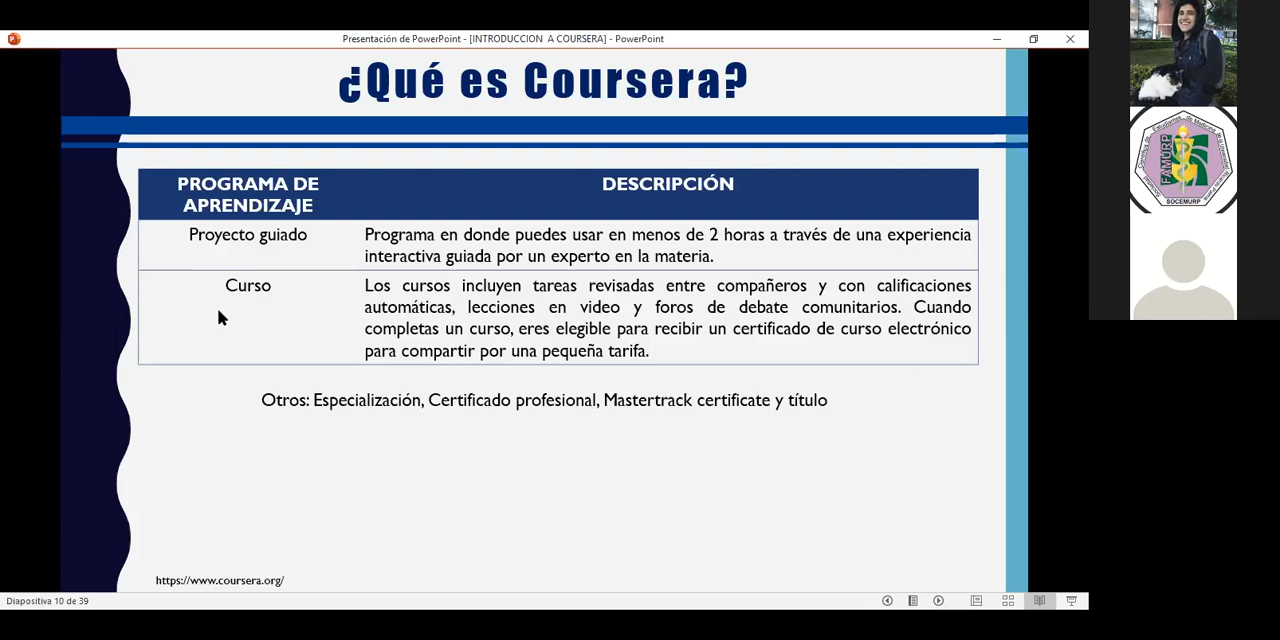 Presentación de PowerPoint - [INTRODUCCION A COURSERA] - PowerPoint
¿Qué es Coursera?
PROGRAMA DE
APRENDIZAJE
DESCRIPCIÓN
Proyecto guiado
Programa en donde puedes usar en menos de 2 horas a través de una experiencia
interactiva guiada por un experto en la materia.
Curso
Los cursos incluyen tareas revisadas entre compañeros y con calificaciones
automáticas, lecciones en video y foros de debate comunitarios. Cuando
completas un curso, eres elegible para recibir un certificado de curso electrónico
para compartir por una pequeña tarifa.
Otros: Especialización, Certificado profesional, Mastertrack certificate y título
https://www.coursera.org/
Diapositiva 10 de 39
FAMURP
SOCEMURP